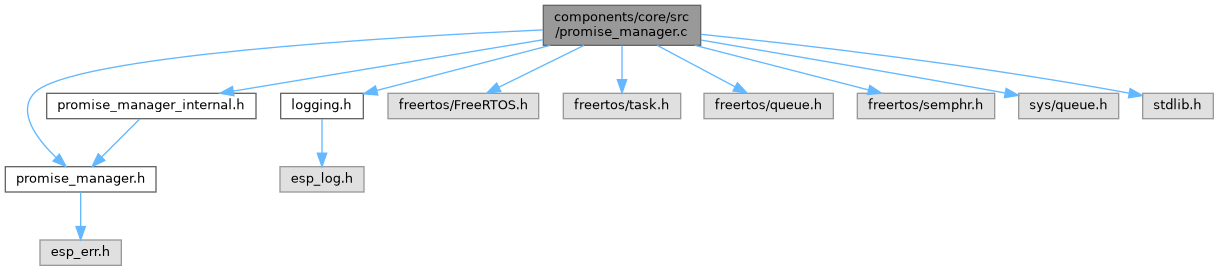 components/core/src
/promise_manager.c
promise_manager_internal.h
logging.h
freertos/FreeRTOS.h
freertos/task.h
freertos/queue.h
freertos/semphr.h
sys/queue.h
stdlib.h
promise_manager.h
esp_log.h
esp_err.h